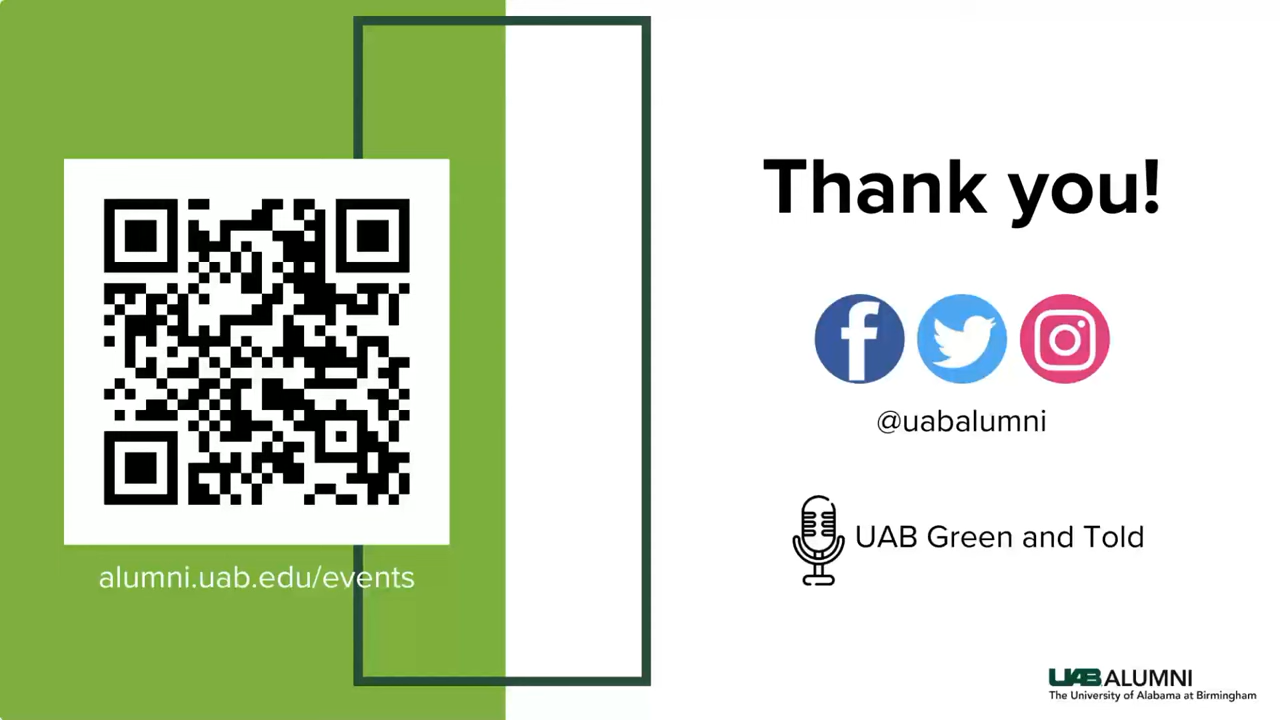 alumni.uab.edu/events
Thank you!
@uabalumni
UAB Green and Told
UAB ALUMNI
The University of Alabama at Birmingham